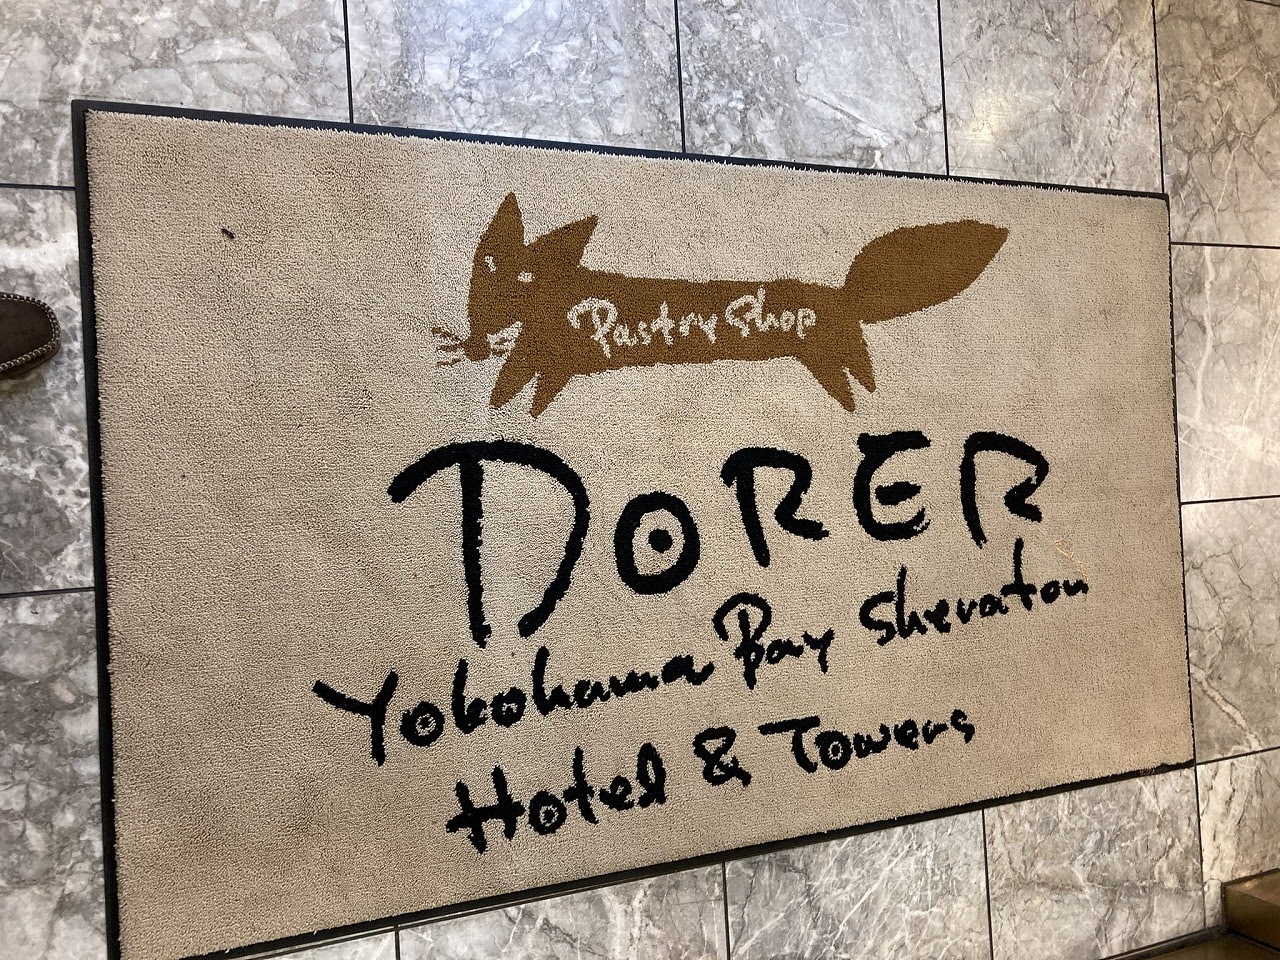 Pastry Shop
DORER
Yokohama Bay Sheraton
Hotel & Towers